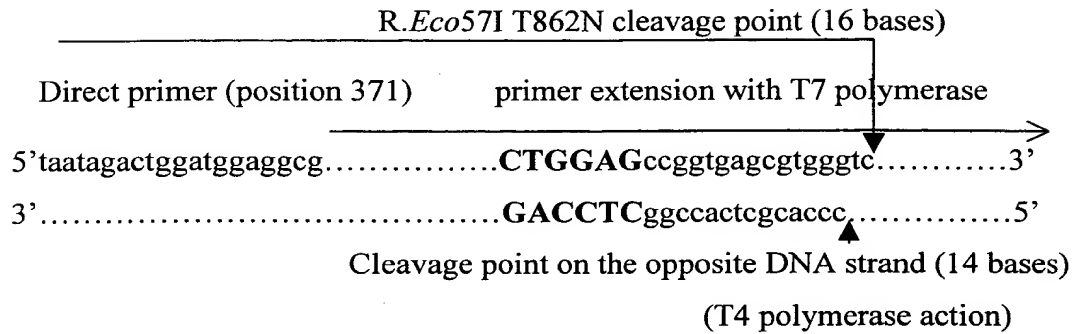 R.Eco57I T862N cleavage point (16 bases)
Direct primer (position 371) primer extension with T7 polymerase
5’taatagactggatggaggcg......................CTGGAGccggtgagcgtgggtc.............3’
3’............................................................GACCTCggccactcgcaccc................5’
Cleavage point on the opposite DNA strand (14 bases)
(T4 polymerase action)